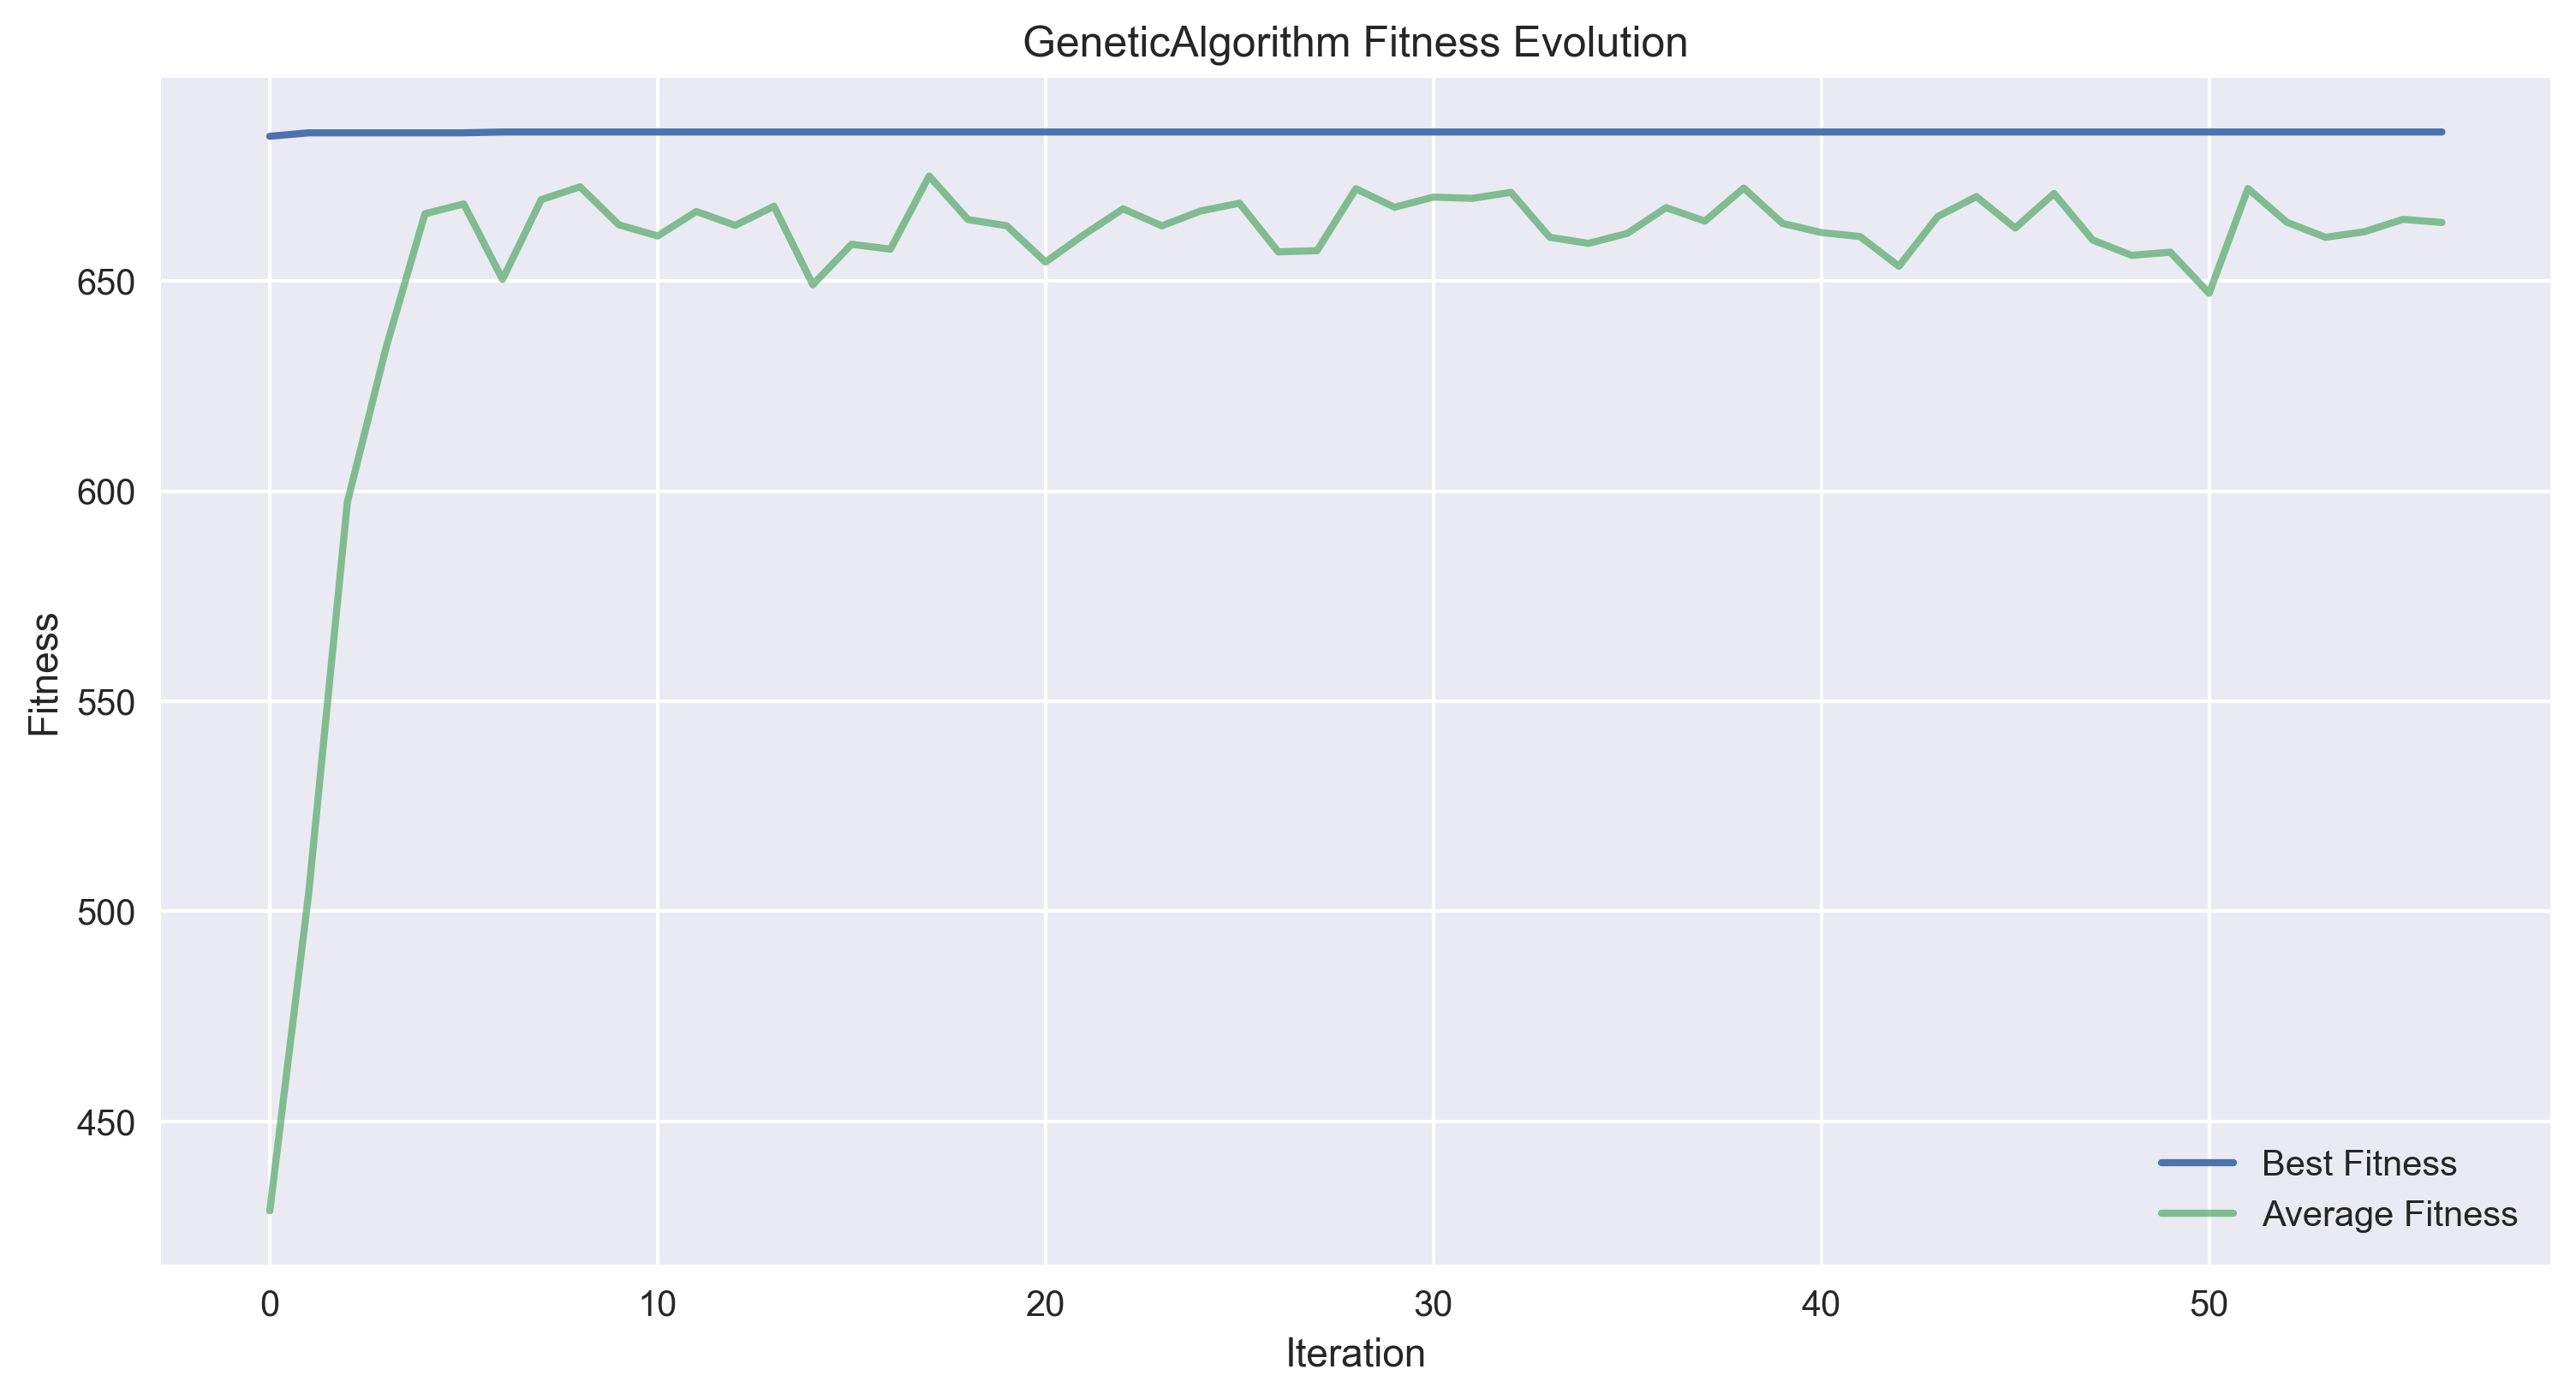 GeneticAlgorithm Fitness Evolution
Fitness
650
600
550
500
450
0 10 20 30 40 50
Iteration
Best Fitness
Average Fitness